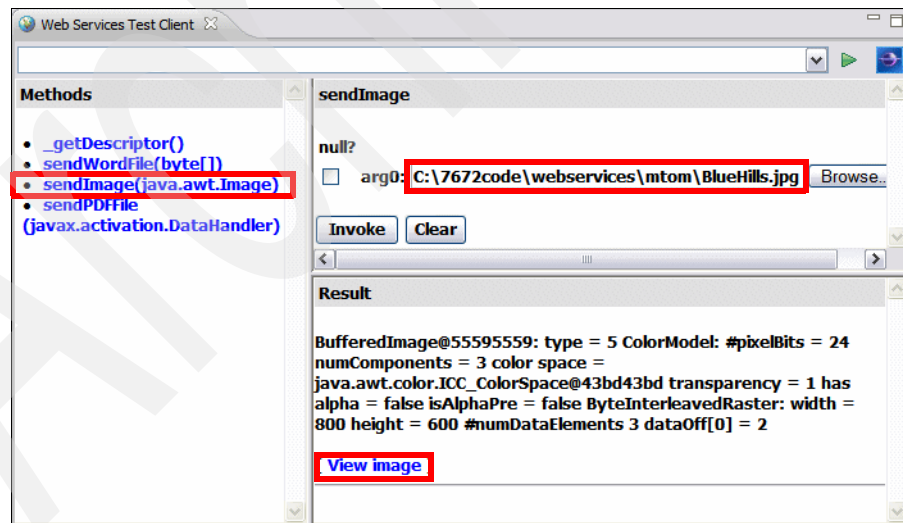 Web Services Test Client
Methods
_getDescriptor()
sendWordFile(byte[])
sendImage(java.awt.Image)
sendPDFFile
(javax.activation.DataHandler)
sendImage
null?
arg0: C:\7672code\webservices\mtom\BlueHills.jpg Browse..
Invoke Clear
Result
BufferedImage@55595559: type = 5 ColorModel: #pixelBits = 24
numComponents = 3 color space =
java.awt.color.ICC_ColorSpace@43bd43bd transparency = 1 has
alpha = false isAlphaPre = false ByteInterleavedRaster: width =
800 height = 600 #numDataElements 3 dataOff[0] = 2
View image